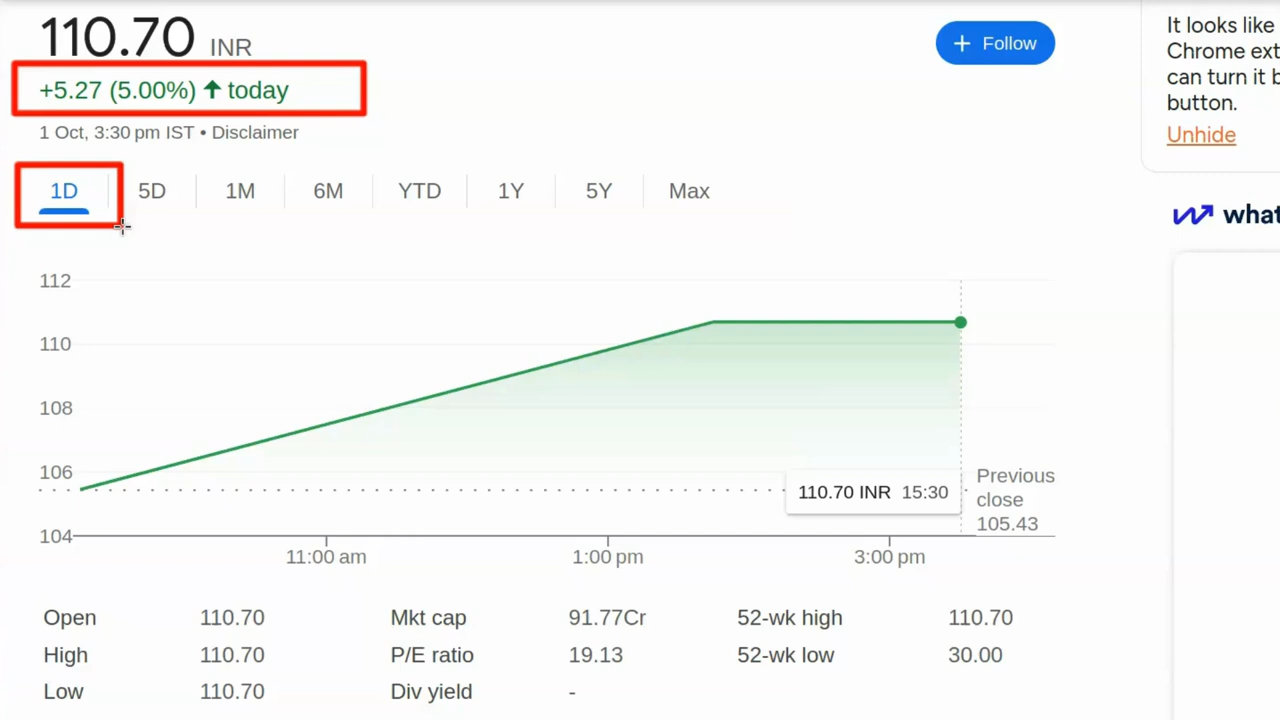 110.70 INR
+ Follow
+5.27 (5.00%) ↑ today
1 Oct, 3:30 pm IST • Disclaimer
1D 5D 1M 6M YTD 1Y 5Y Max
112
110
108
106
104
110.70 INR 15:30
Previous
close
105.43
11:00 am 1:00 pm 3:00 pm
Open 110.70 Mkt cap 91.77Cr 52-wk high 110.70
High 110.70 P/E ratio 19.13 52-wk low 30.00
Low 110.70 Div yield -
It looks like
Chrome ext
can turn it b
button.
Unhide
what